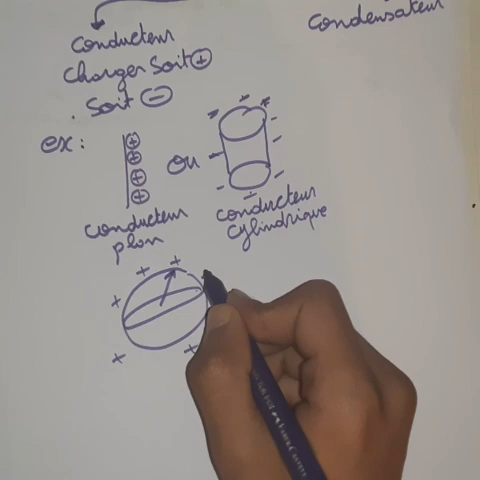 Conducteur
Charger Soit +
Soit -
Condensateur
ex:
+
+
+
+
ou
conducteur
plan
conducteur
cylindrique